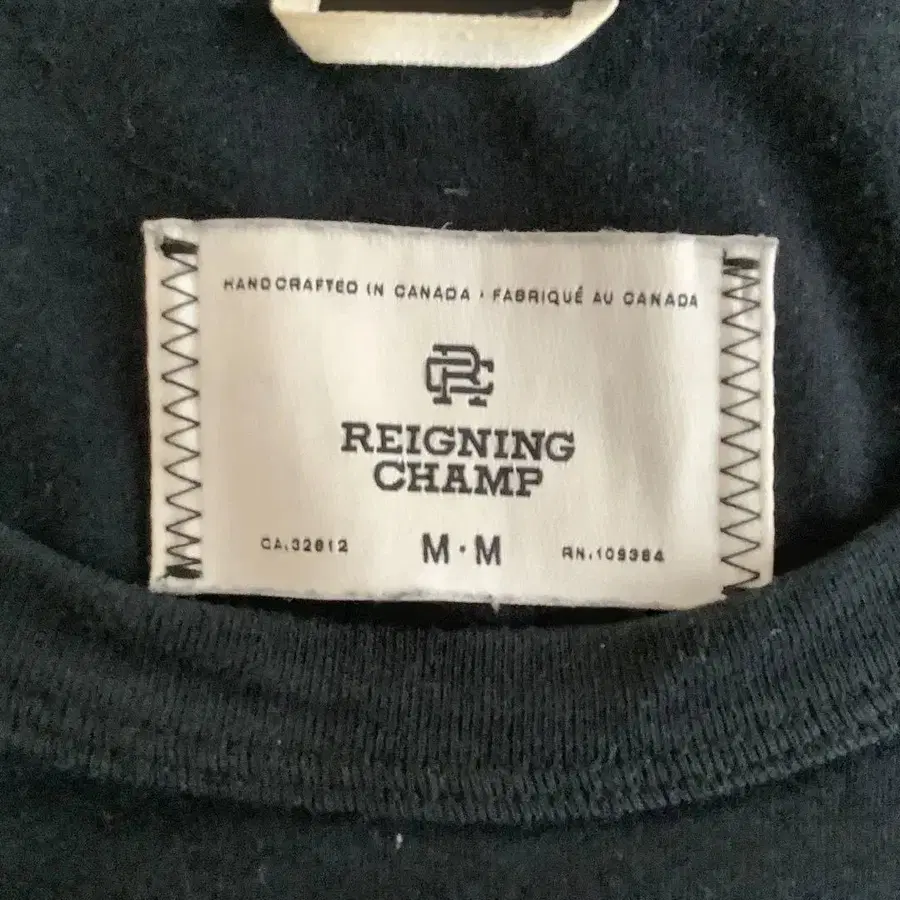 HANDCRAFTED IN CANADA · FABRIQUÉ AU CANADA
RC
REIGNING
CHAMP
CA.32812 M·M RN.109384